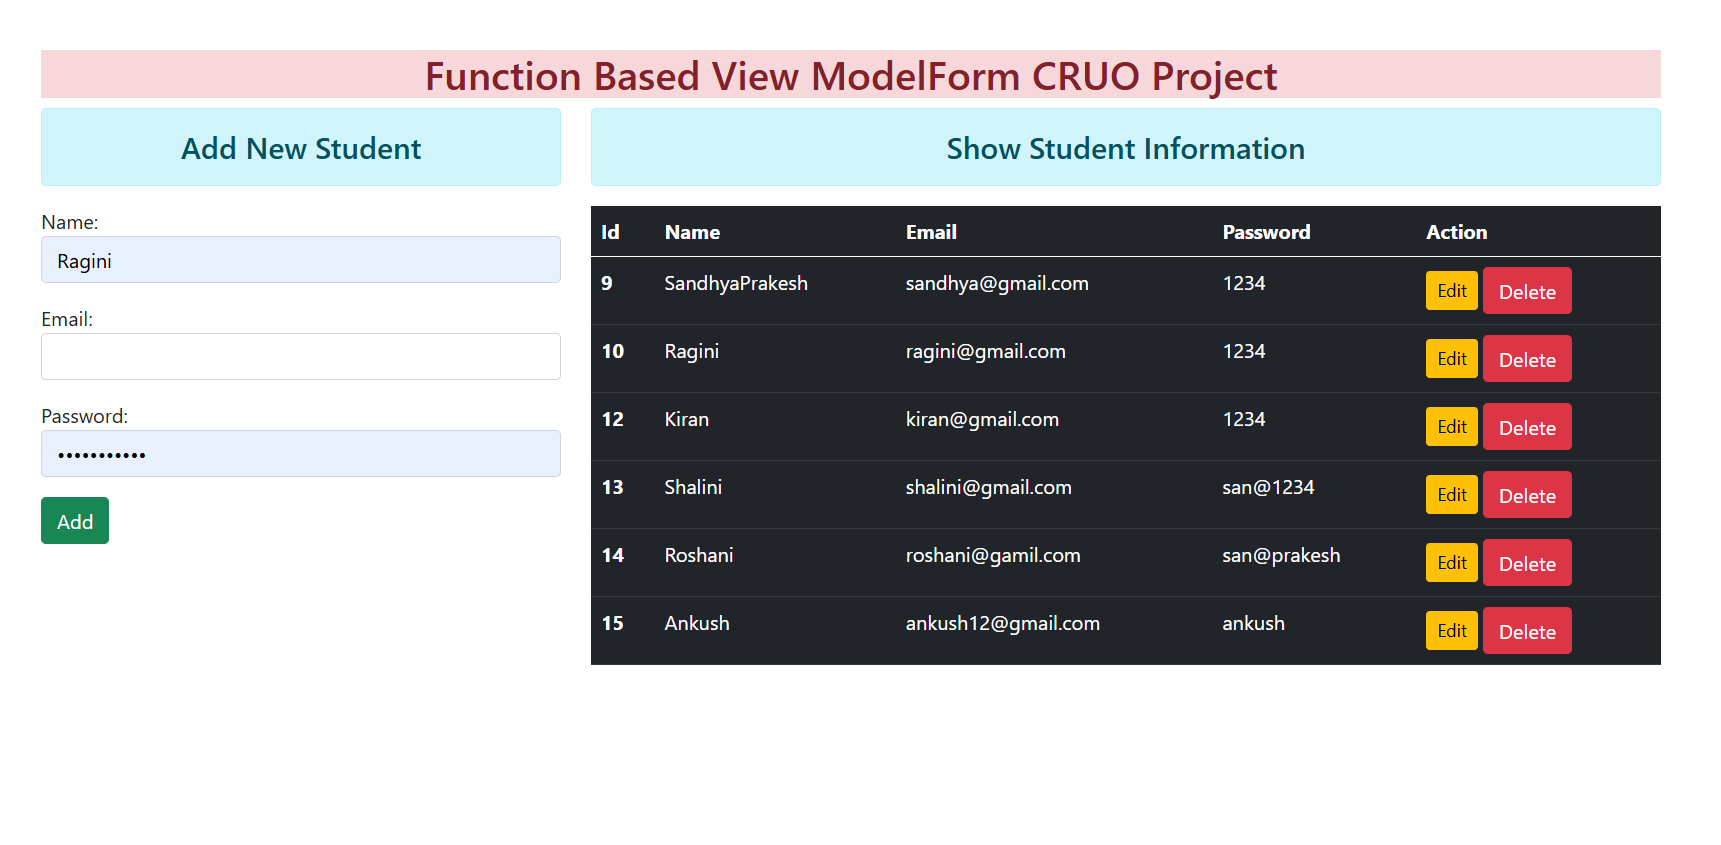 Function Based View ModelForm CRUO Project
Add New Student
Name:
Ragini
Email:
Password:
•••••••••••
Add
Show Student Information
Id Name Email Password Action
9 SandhyaPrakesh sandhya@gmail.com 1234 Edit Delete
10 Ragini ragini@gmail.com 1234 Edit Delete
12 Kiran kiran@gmail.com 1234 Edit Delete
13 Shalini shalini@gmail.com san@1234 Edit Delete
14 Roshani roshani@gamil.com san@prakesh Edit Delete
15 Ankush ankush12@gmail.com ankush Edit Delete